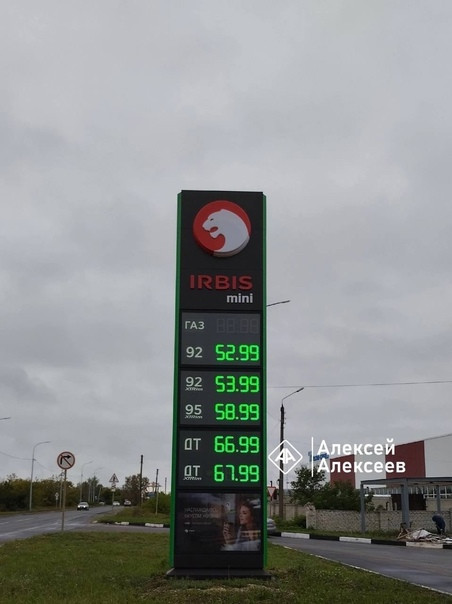 IRBIS
mini
ГАЗ
92 52.99
92 53.99
95 58.99
ДТ 66.99
ДТ 67.99
Алексей
Алексеев